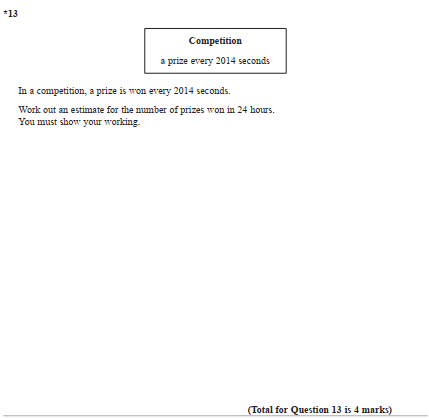 *13
Competition
a prize every 2014 seconds
In a competition, a prize is won every 2014 seconds.
Work out an estimate for the number of prizes won in 24 hours.
You must show your working.
(Total for Question 13 is 4 marks)